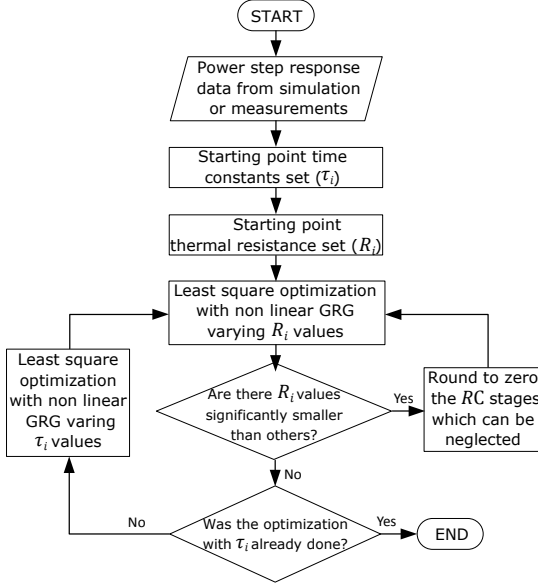 START
Power step response
data from simulation
or measurements
Starting point time
constants set (τi)
Starting point
thermal resistance set (Ri)
Least square optimization
with non linear GRG
varying Ri values
Least square
optimization
with non linear
GRG varing
τi values
Are there Ri values
significantly smaller
than others?
Yes
Round to zero
the RC stages
which can be
neglected
No
Was the optimization
with τi already done?
No
Yes
END